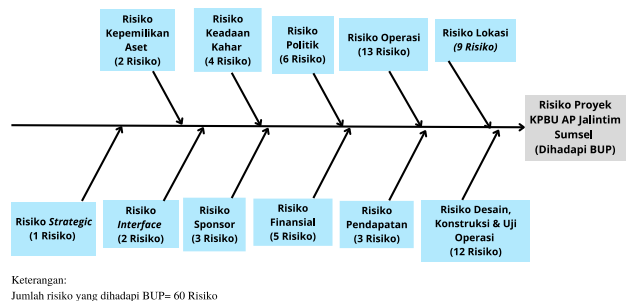 Risiko
Kepemilikan
Aset
(2 Risiko)
Risiko
Keadaan
Kahar
(4 Risiko)
Risiko
Politik
(6 Risiko)
Risiko Operasi
(13 Risiko)
Risiko Lokasi
(9 Risiko)
Risiko Proyek
KPBU AP Jalintim
Sumsel
(Dihadapi BUP)
Risiko Strategic
(1 Risiko)
Risiko
Interface
(2 Risiko)
Risiko
Sponsor
(3 Risiko)
Risiko
Finansial
(5 Risiko)
Risiko
Pendapatan
(3 Risiko)
Risiko Desain,
Konstruksi & Uji
Operasi
(12 Risiko)
Keterangan:
Jumlah risiko yang dihadapi BUP= 60 Risiko